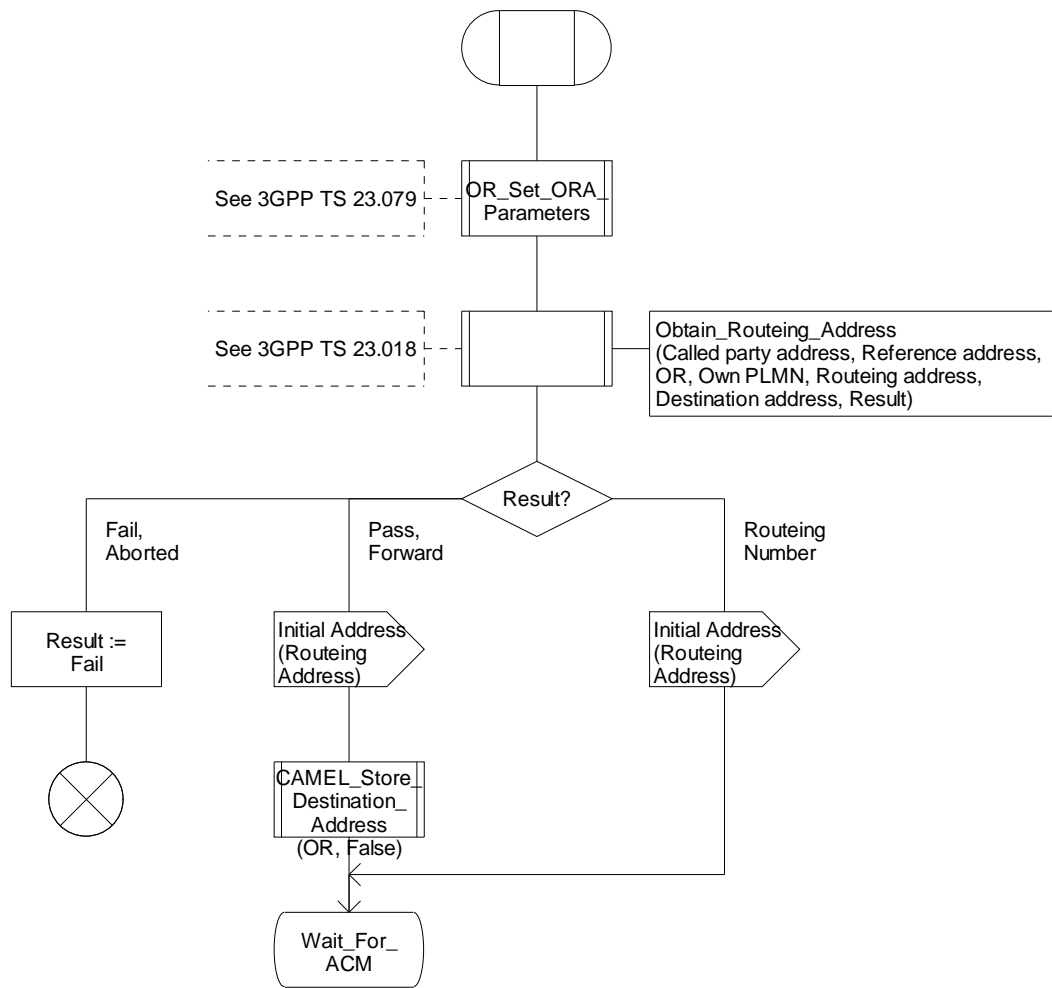 See 3GPP TS 23.079
OR_Set_ORA_
Parameters
See 3GPP TS 23.018
Obtain_Routeing_Address
(Called party address, Reference address,
OR, Own PLMN, Routeing address,
Destination address, Result)
Result?
Fail,
Aborted
Pass,
Forward
Routeing
Number
Result :=
Fail
Initial Address
(Routeing
Address)
Initial Address
(Routeing
Address)
CAMEL_Store_
Destination_
Address
(OR, False)
Wait_For_
ACM